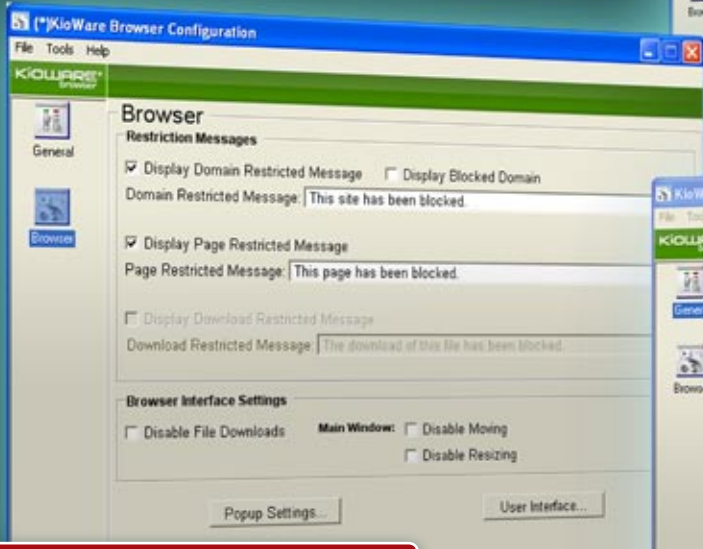 (*)KioWare Browser Configuration
File Tools Help
KiOWARE
browser
General
Browser
Browser
Restriction Messages
Display Domain Restricted Message Display Blocked Domain
Domain Restricted Message: This site has been blocked.
Display Page Restricted Message
Page Restricted Message: This page has been blocked.
Display Download Restricted Message
Download Restricted Message: The download of this file has been blocked.
Browser Interface Settings
Disable File Downloads Main Window: Disable Moving
Disable Resizing
Popup Settings... User Interface...